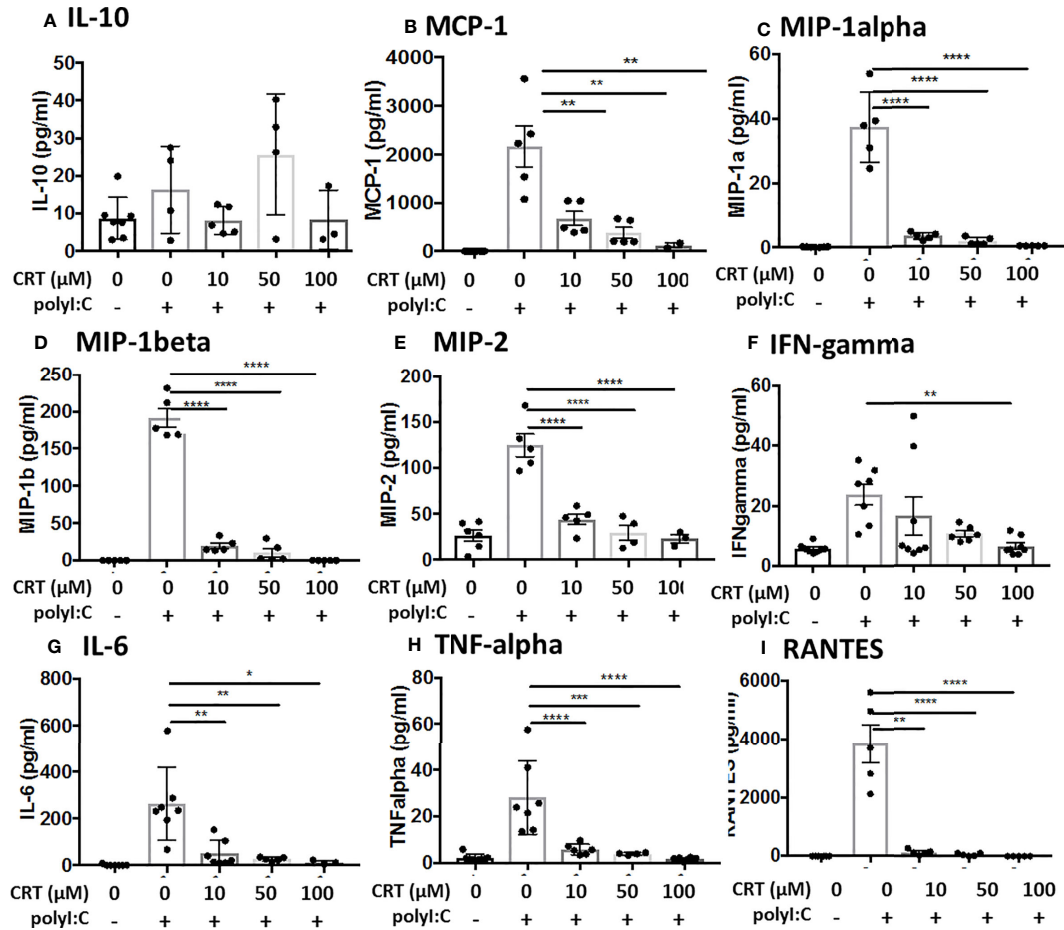 A IL-10
IL-10 (pg/ml)
50
40
30
20
10
0
CRT (µM) 0 0 10 50 100
polyI:C - + + + +
B MCP-1
MCP-1 (pg/ml)
4000
3000
2000
1000
0
**
**
**
0 0 10 50 100
- + + + +
C MIP-1alpha
MIP-1a (pg/ml)
60
40
20
0
****
****
****
CRT (µM) 0 0 10 50 100
polyI:C - + + + +
D MIP-1beta
MIP-1b (pg/ml)
250
200
150
100
50
0
****
****
****
CRT (µM) 0 0 10 50 100
polyI:C - + + + +
E MIP-2
MIP-2 (pg/ml)
200
150
100
50
0
****
****
****
CRT (µM) 0 0 10 50 100
polyI:C - + + + +
F IFN-gamma
IFNgamma (pg/ml)
60
40
20
0
**
CRT (µM) 0 0 10 50 100
polyI:C - + + + +
G IL-6
IL-6 (pg/ml)
800
600
400
200
0
*
**
**
CRT (µM) 0 0 10 50 100
polyI:C - + + + +
H TNF-alpha
TNFalpha (pg/ml)
80
60
40
20
0
****
***
****
CRT (µM) 0 0 10 50 100
polyI:C - + + + +
I RANTES
RANTES (pg/ml)
6000
4000
2000
0
****
****
**
CRT (µM) 0 0 10 50 100
polyI:C - + + + +